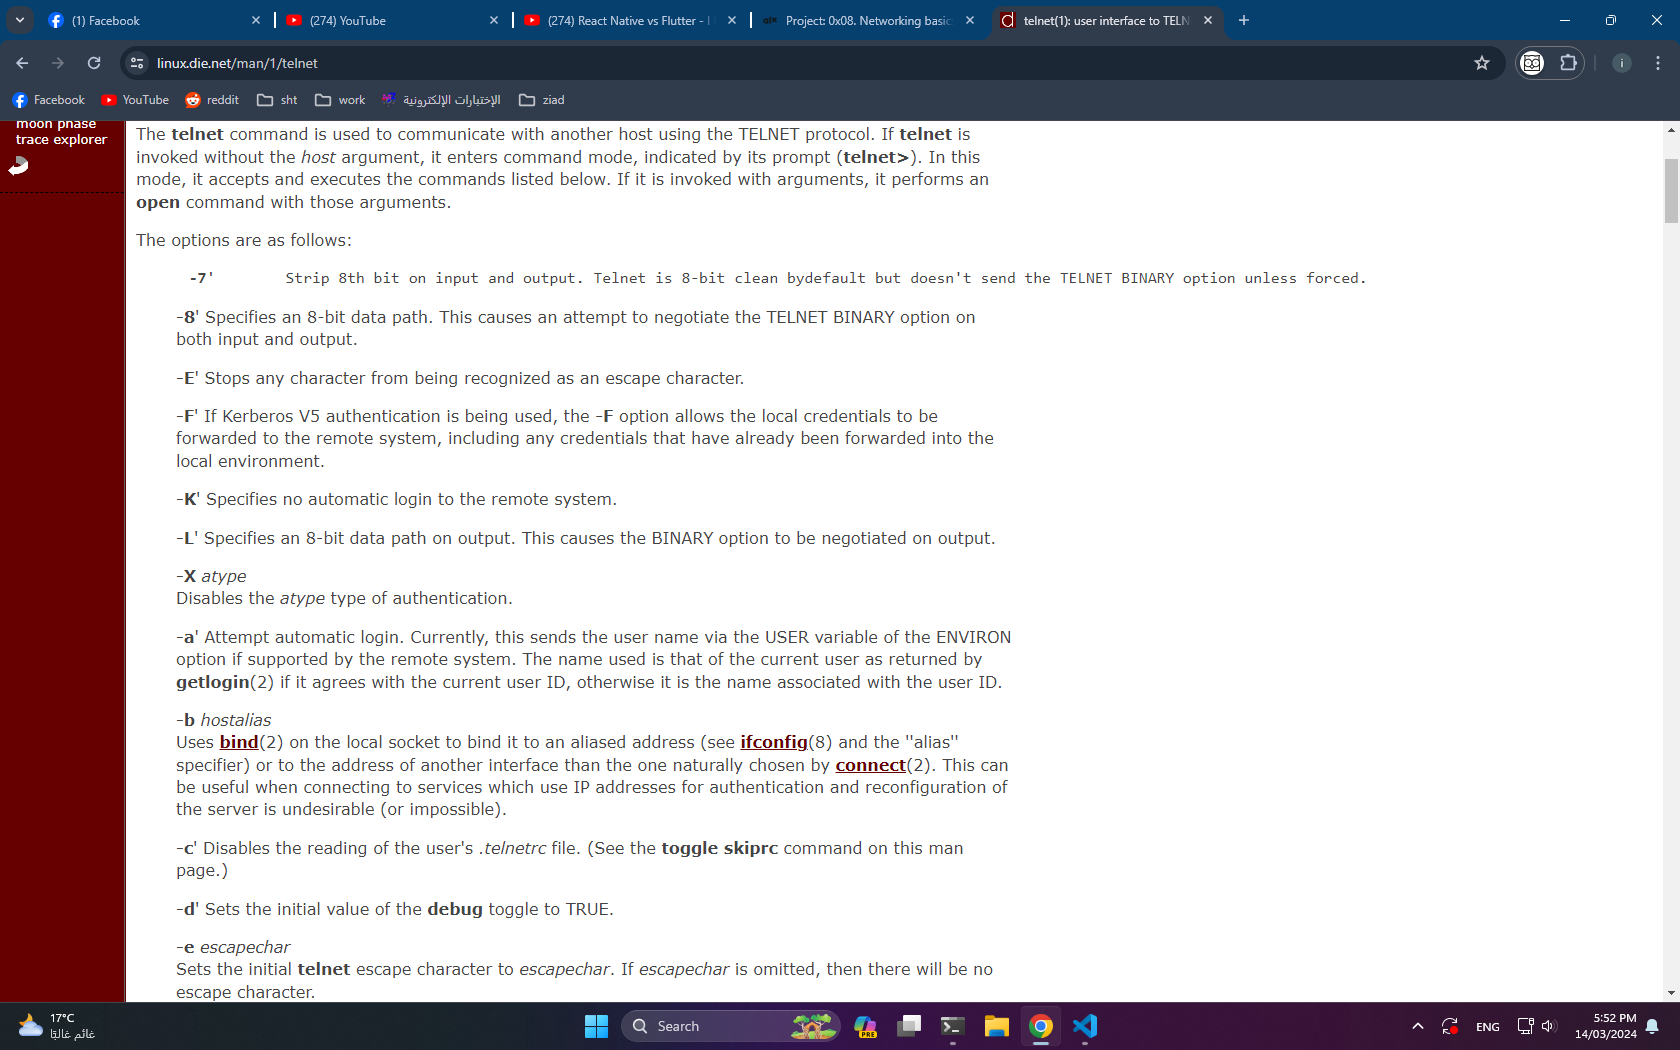 (1) Facebook
(274) YouTube
(274) React Native vs Flutter - I
Project: 0x08. Networking basic
telnet(1): user interface to TELN
linux.die.net/man/1/telnet
Facebook
YouTube
reddit
sht
work
الإختبارات الإلكترونية
ziad
moon phase
trace explorer
The telnet command is used to communicate with another host using the TELNET protocol. If telnet is
invoked without the host argument, it enters command mode, indicated by its prompt (telnet>). In this
mode, it accepts and executes the commands listed below. If it is invoked with arguments, it performs an
open command with those arguments.
The options are as follows:
-7' Strip 8th bit on input and output. Telnet is 8-bit clean bydefault but doesn't send the TELNET BINARY option unless forced.
-8' Specifies an 8-bit data path. This causes an attempt to negotiate the TELNET BINARY option on
both input and output.
-E' Stops any character from being recognized as an escape character.
-F' If Kerberos V5 authentication is being used, the -F option allows the local credentials to be
forwarded to the remote system, including any credentials that have already been forwarded into the
local environment.
-K' Specifies no automatic login to the remote system.
-L' Specifies an 8-bit data path on output. This causes the BINARY option to be negotiated on output.
-X atype
Disables the atype type of authentication.
-a' Attempt automatic login. Currently, this sends the user name via the USER variable of the ENVIRON
option if supported by the remote system. The name used is that of the current user as returned by
getlogin(2) if it agrees with the current user ID, otherwise it is the name associated with the user ID.
-b hostalias
Uses bind(2) on the local socket to bind it to an aliased address (see ifconfig(8) and the ''alias''
specifier) or to the address of another interface than the one naturally chosen by connect(2). This can
be useful when connecting to services which use IP addresses for authentication and reconfiguration of
the server is undesirable (or impossible).
-c' Disables the reading of the user's .telnetrc file. (See the toggle skiprc command on this man
page.)
-d' Sets the initial value of the debug toggle to TRUE.
-e escapechar
Sets the initial telnet escape character to escapechar. If escapechar is omitted, then there will be no
escape character.
17°C
غائم غالبًا
Search
PRE
ENG
5:52 PM
14/03/2024